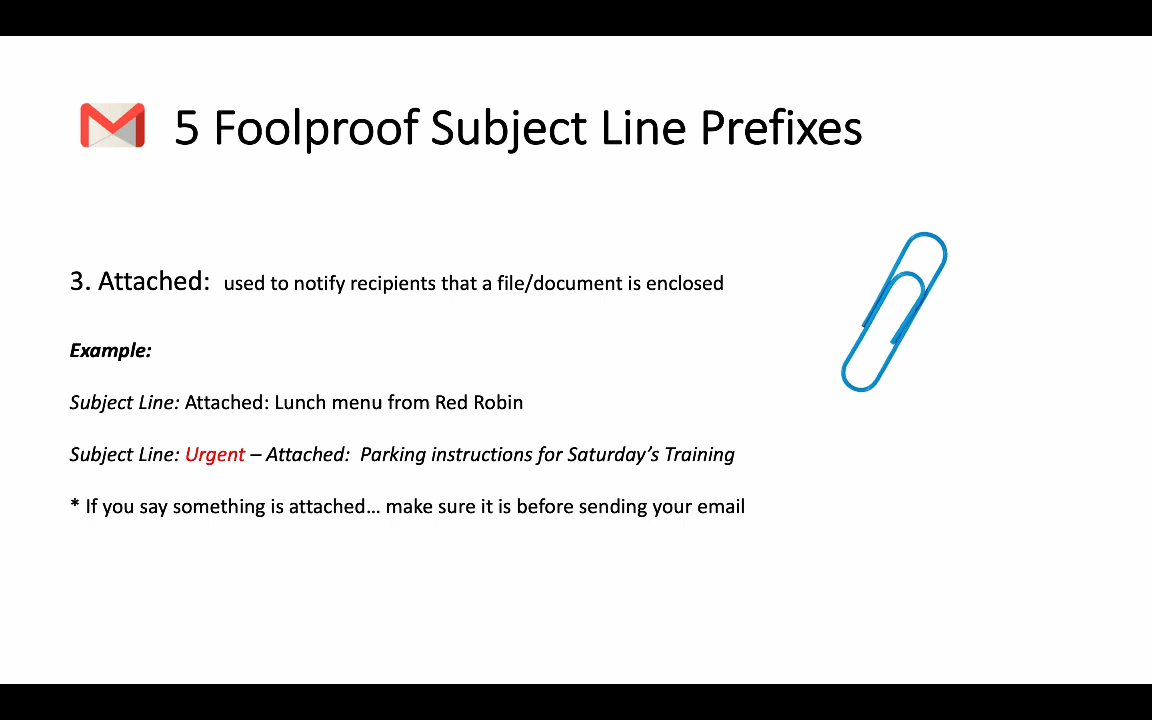 5 Foolproof Subject Line Prefixes
3. Attached: used to notify recipients that a file/document is enclosed
Example:
Subject Line: Attached: Lunch menu from Red Robin
Subject Line: Urgent – Attached: Parking instructions for Saturday’s Training
* If you say something is attached… make sure it is before sending your email